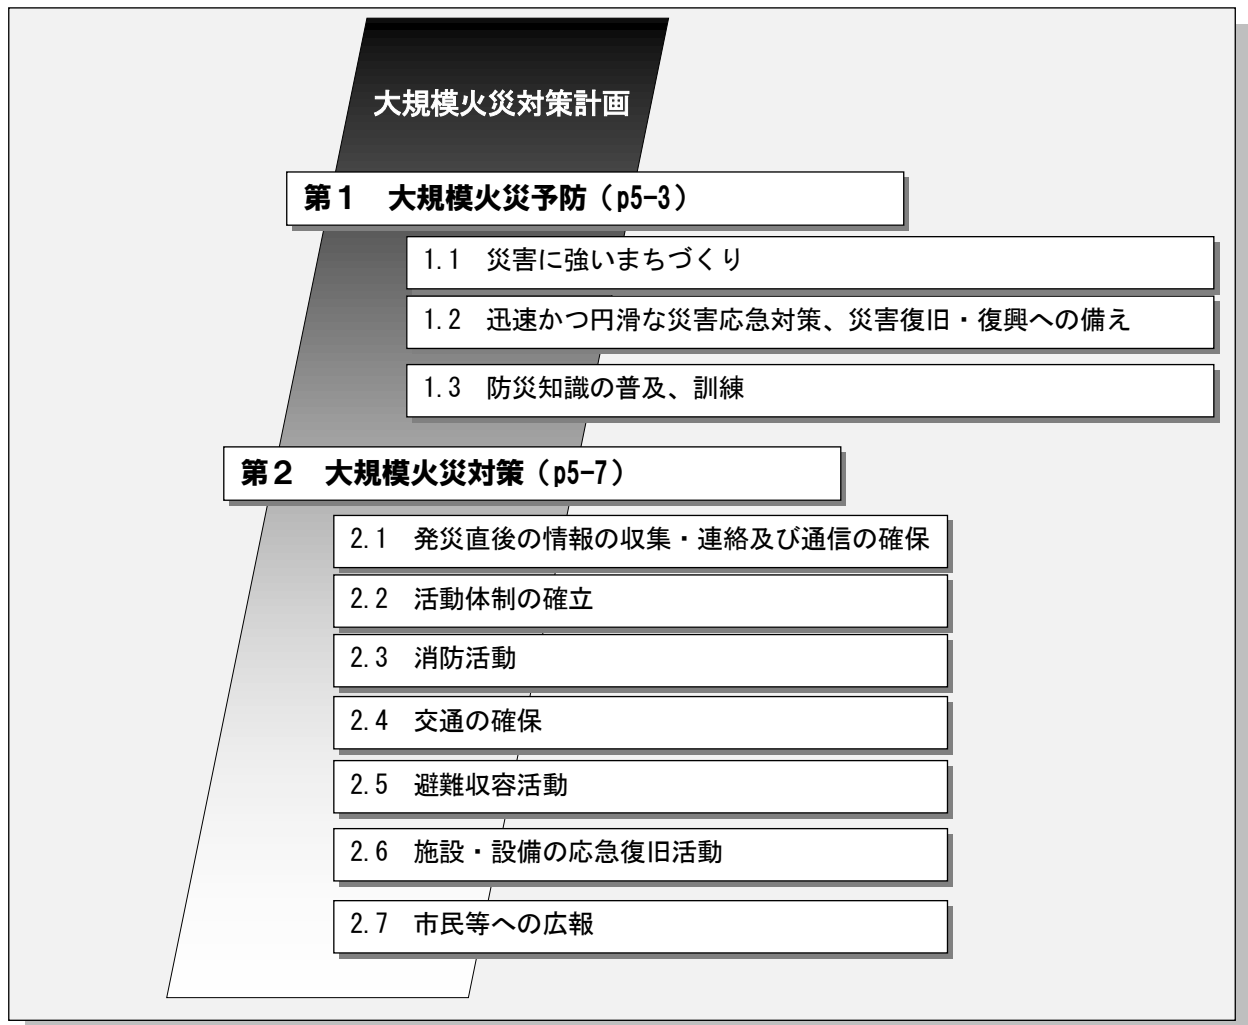 大規模火災対策計画
第１　大規模火災予防（p5-3）
1.1　災害に強いまちづくり
1.2　迅速かつ円滑な災害応急対策、災害復旧・復興への備え
1.3　防災知識の普及、訓練
第２　大規模火災対策（p5-7）
2.1　発災直後の情報の収集・連絡及び通信の確保
2.2　活動体制の確立
2.3　消防活動
2.4　交通の確保
2.5　避難収容活動
2.6　施設・設備の応急復旧活動
2.7　市民等への広報